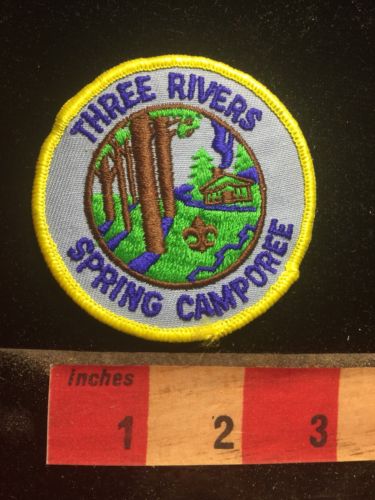 THREE RIVERS
SPRING CAMPOREE
Inches
1 2 3